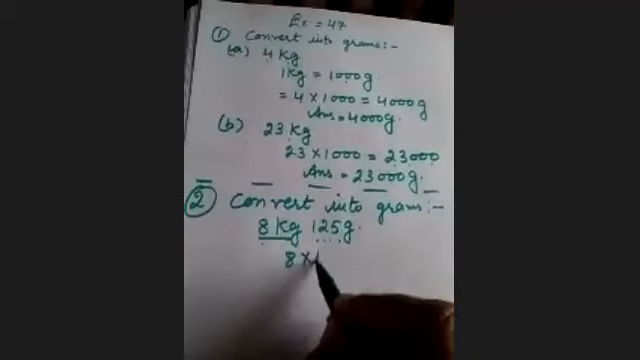 Ex = 47
① Convert into grams:-
(a) 4 Kg
1Kg = 1000g
= 4 × 1000 = 4000g
Ans = 4000g.
(b) 23 Kg
23 × 1000 = 23000
Ans = 23000g.
② Convert into grams:-
8 Kg 125g.
8 ×